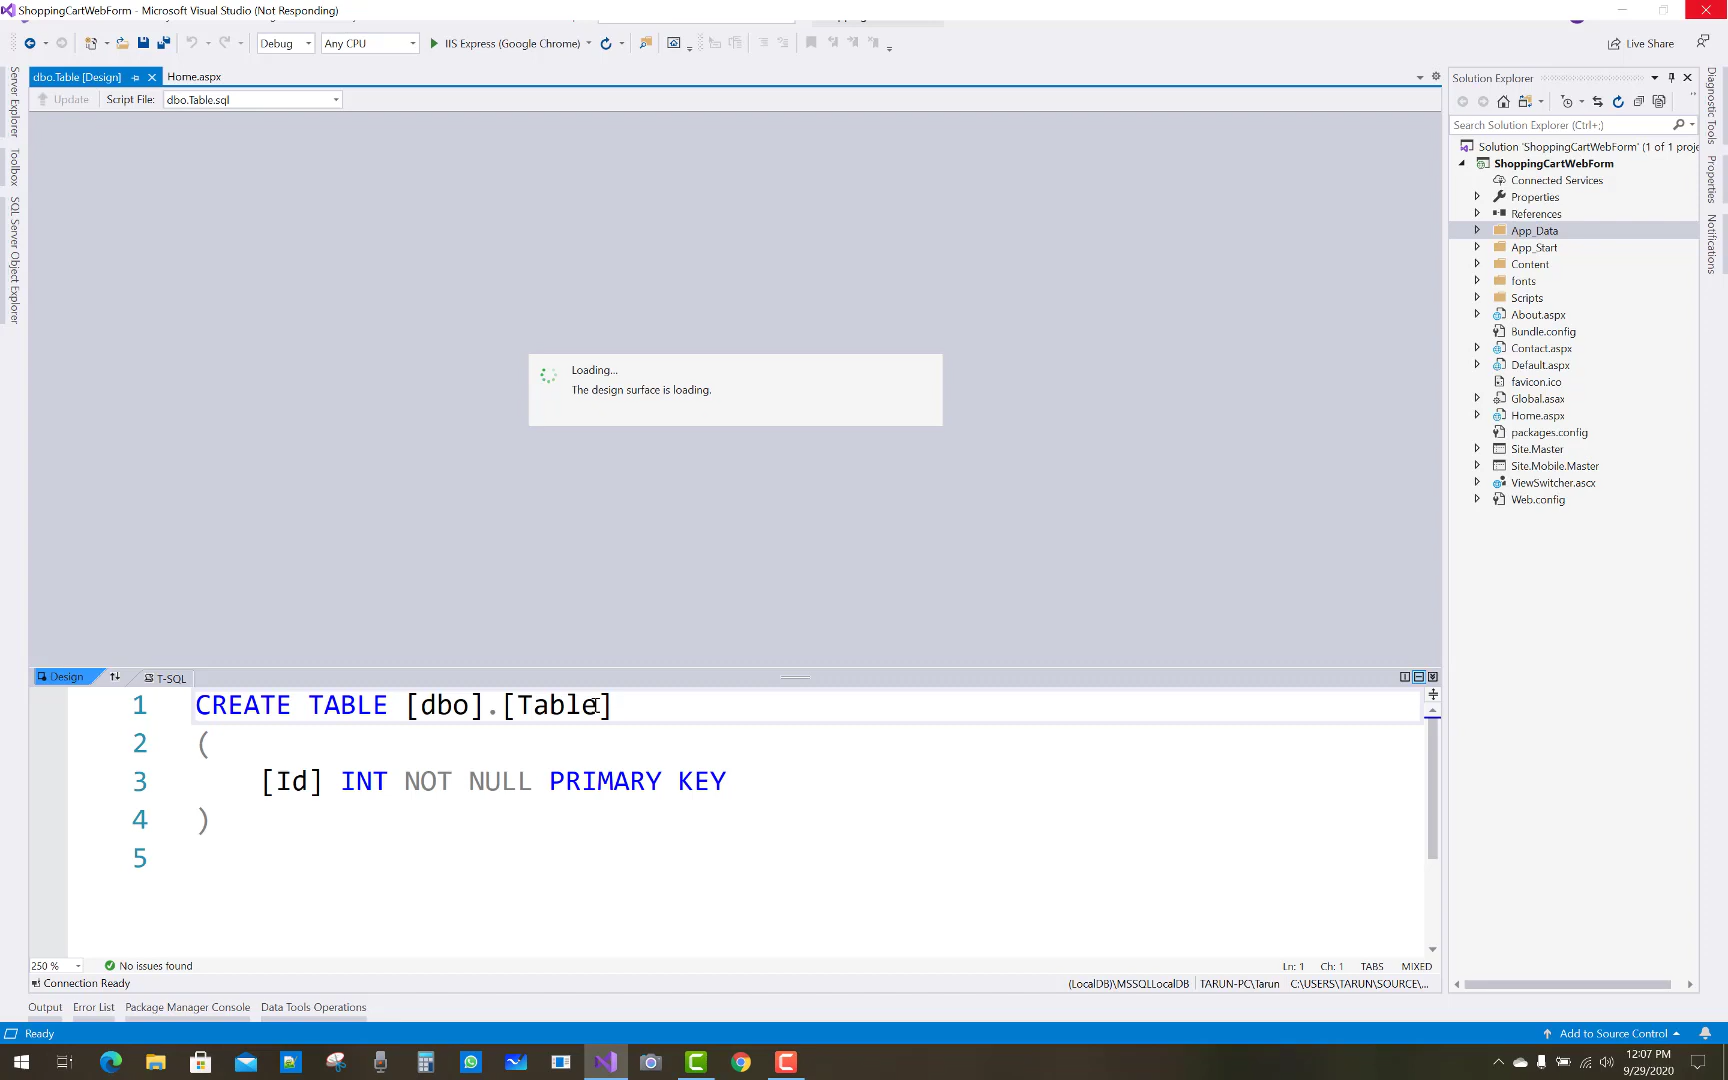 ShoppingCartWebForm - Microsoft Visual Studio (Not Responding)
Debug
Any CPU
IIS Express (Google Chrome)
Live Share
dbo.Table [Design]
Home.aspx
Update
Script File:
dbo.Table.sql
Server Explorer
Toolbox
SQL Server Object Explorer
Loading...
The design surface is loading.
Design
T-SQL
1 CREATE TABLE [dbo].[Table]
2 (
3 [Id] INT NOT NULL PRIMARY KEY
4 )
5
250 %
No issues found
Ln: 1
Ch: 1
TABS
MIXED
Connection Ready
(LocalDB)\MSSQLLocalDB
TARUN-PC\Tarun
C:\USERS\TARUN\SOURCE\...
Output
Error List
Package Manager Console
Data Tools Operations
Solution Explorer
Search Solution Explorer (Ctrl+;)
Solution 'ShoppingCartWebForm' (1 of 1 proje
ShoppingCartWebForm
Connected Services
Properties
References
App_Data
App_Start
Content
fonts
Scripts
About.aspx
Bundle.config
Contact.aspx
Default.aspx
favicon.ico
Global.asax
Home.aspx
packages.config
Site.Master
Site.Mobile.Master
ViewSwitcher.ascx
Web.config
Diagnostic Tools
Properties
Notifications
Ready
Add to Source Control
12:07 PM
9/29/2020